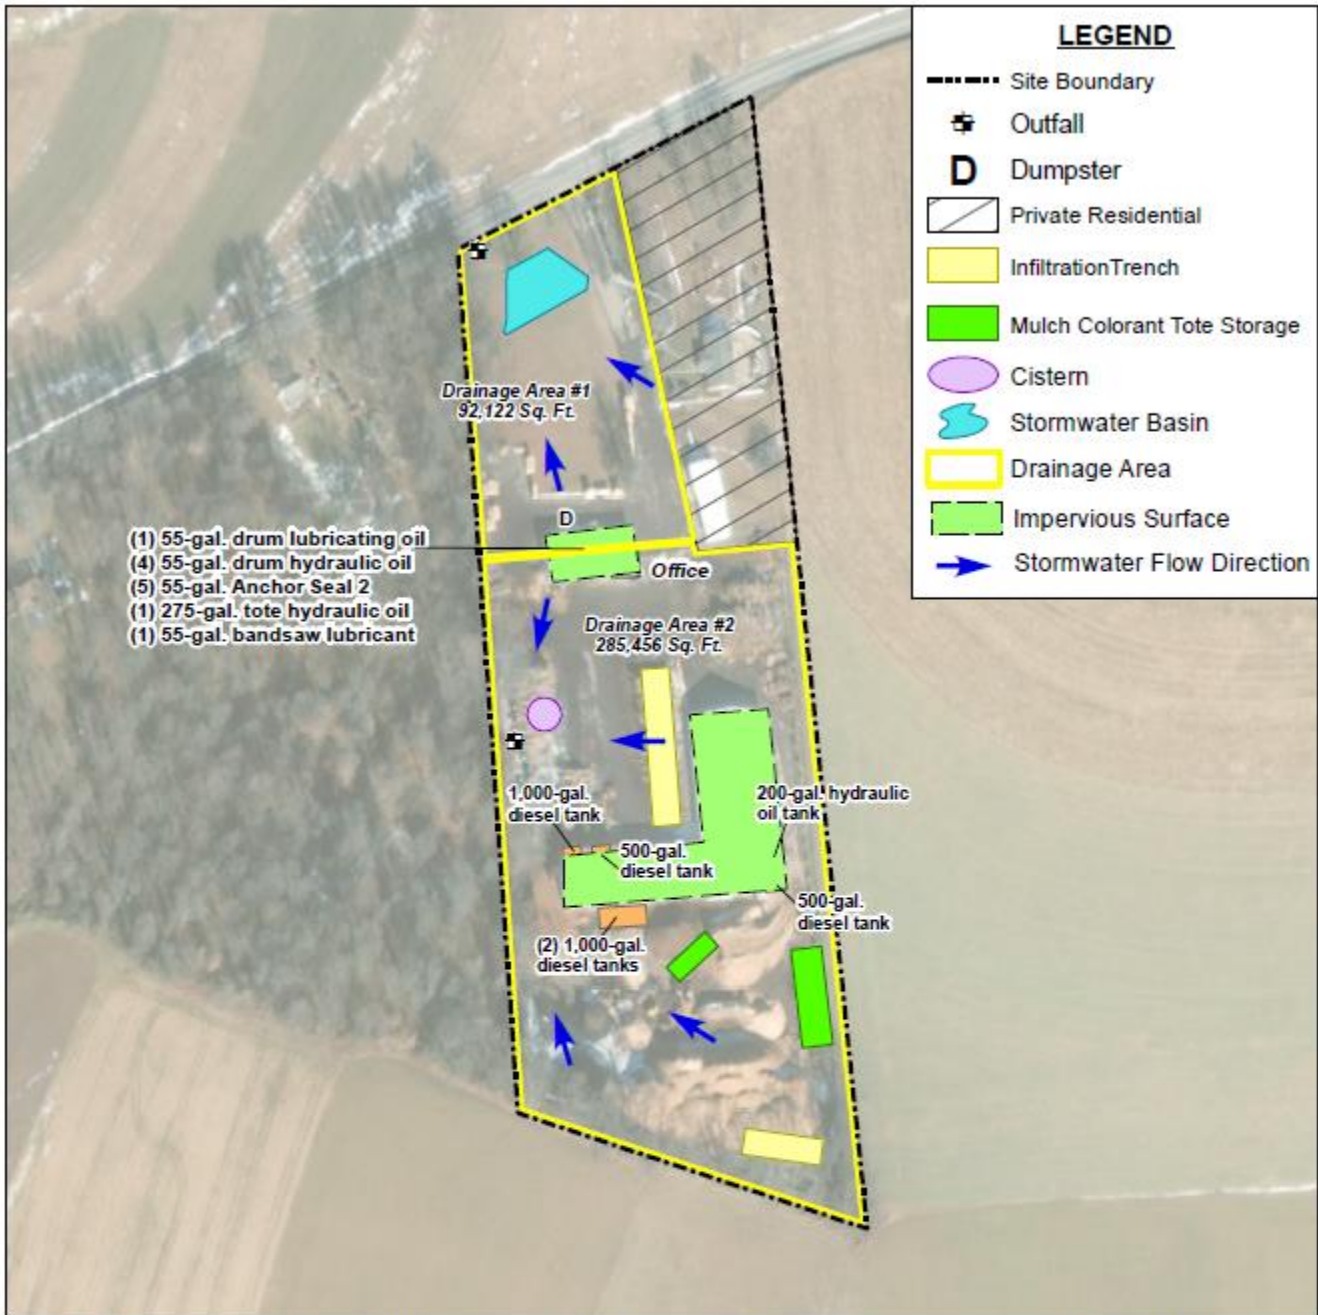 LEGEND
Site Boundary
Outfall
D Dumpster
Private Residential
InfiltrationTrench
Mulch Colorant Tote Storage
Cistern
Stormwater Basin
Drainage Area
Impervious Surface
Stormwater Flow Direction
Drainage Area #1
92,122 Sq. Ft.
D
(1) 55-gal. drum lubricating oil
(4) 55-gal. drum hydraulic oil
(5) 55-gal. Anchor Seal 2
(1) 275-gal. tote hydraulic oil
(1) 55-gal. bandsaw lubricant
Office
Drainage Area #2
285,456 Sq. Ft.
1,000-gal.
diesel tank
200-gal. hydraulic
oil tank
500-gal.
diesel tank
500-gal.
diesel tank
(2) 1,000-gal.
diesel tanks